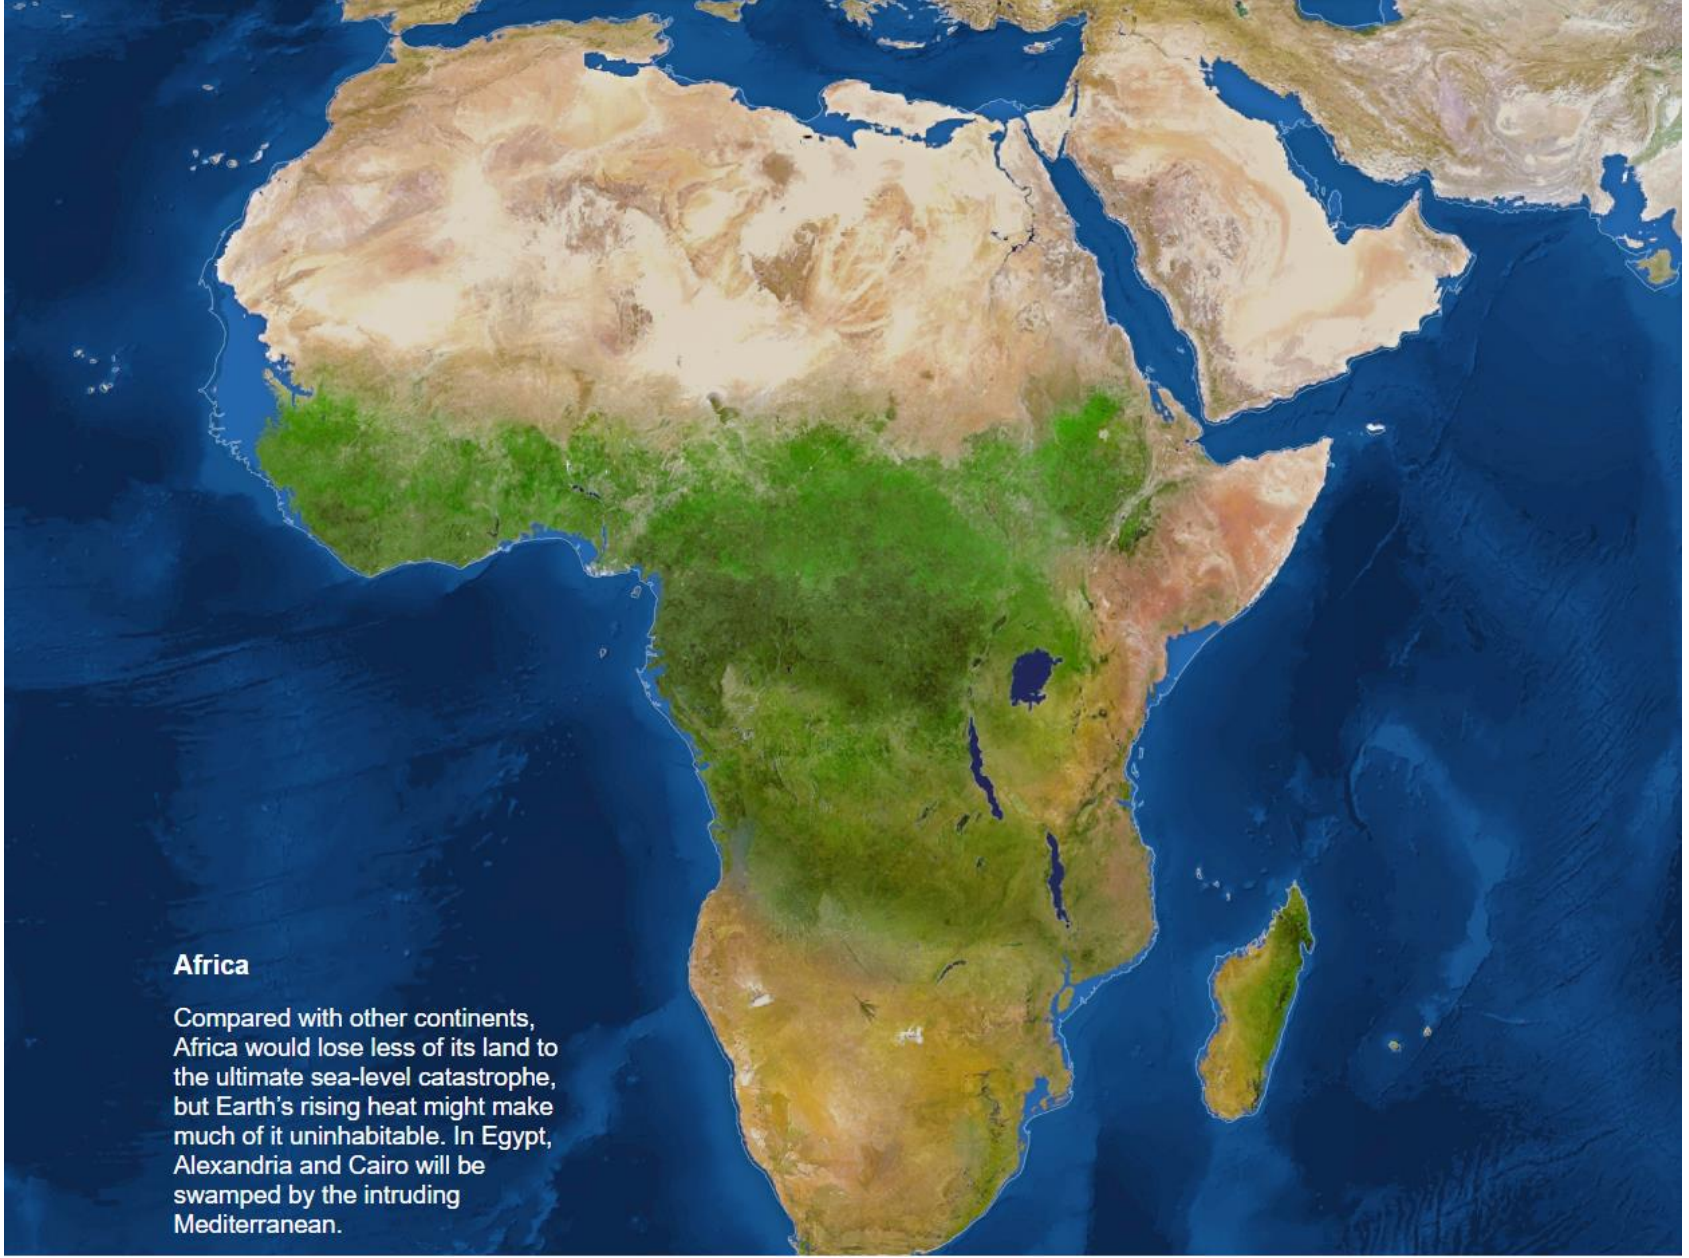 Africa
Compared with other continents,
Africa would lose less of its land to
the ultimate sea-level catastrophe,
but Earth's rising heat might make
much of it uninhabitable. In Egypt,
Alexandria and Cairo will be
swamped by the intruding
Mediterranean.